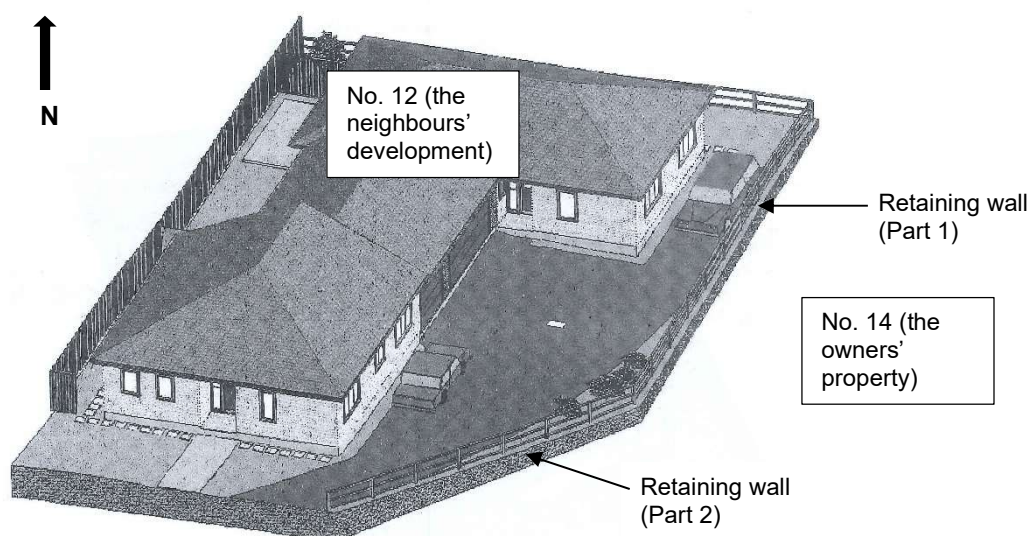 N
No. 12 (the
neighbours'
development)
Retaining wall
(Part 1)
No. 14 (the
owners'
property)
Retaining wall
(Part 2)